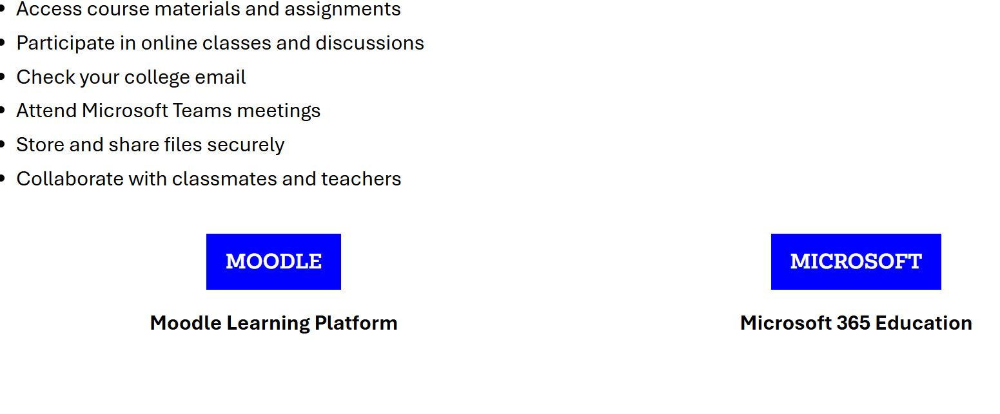 • Access course materials and assignments
• Participate in online classes and discussions
• Check your college email
• Attend Microsoft Teams meetings
• Store and share files securely
• Collaborate with classmates and teachers
MOODLE
MICROSOFT
Moodle Learning Platform
Microsoft 365 Education